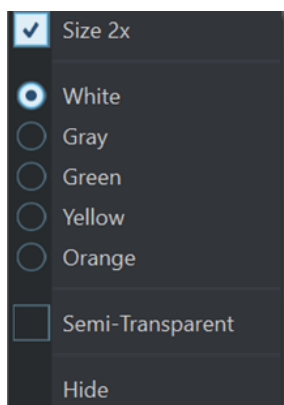 Size 2x
White
Gray
Green
Yellow
Orange
Semi-Transparent
Hide